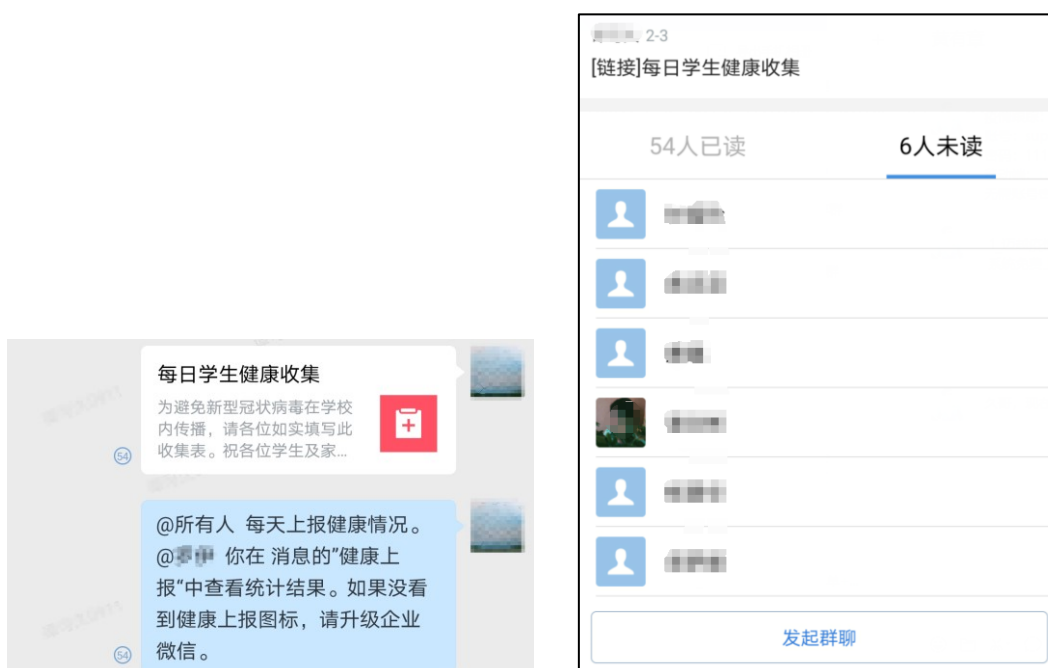 每日学生健康收集
为避免新型冠状病毒在学校
内传播，请各位如实填写此
收集表。祝各位学生及家...
54
@所有人 每天上报健康情况。
@ 你在 消息的"健康上
报“中查看统计结果。如果没看
到健康上报图标，请升级企业
微信。
54
2-3
[链接]每日学生健康收集
54人已读
6人未读
发起群聊